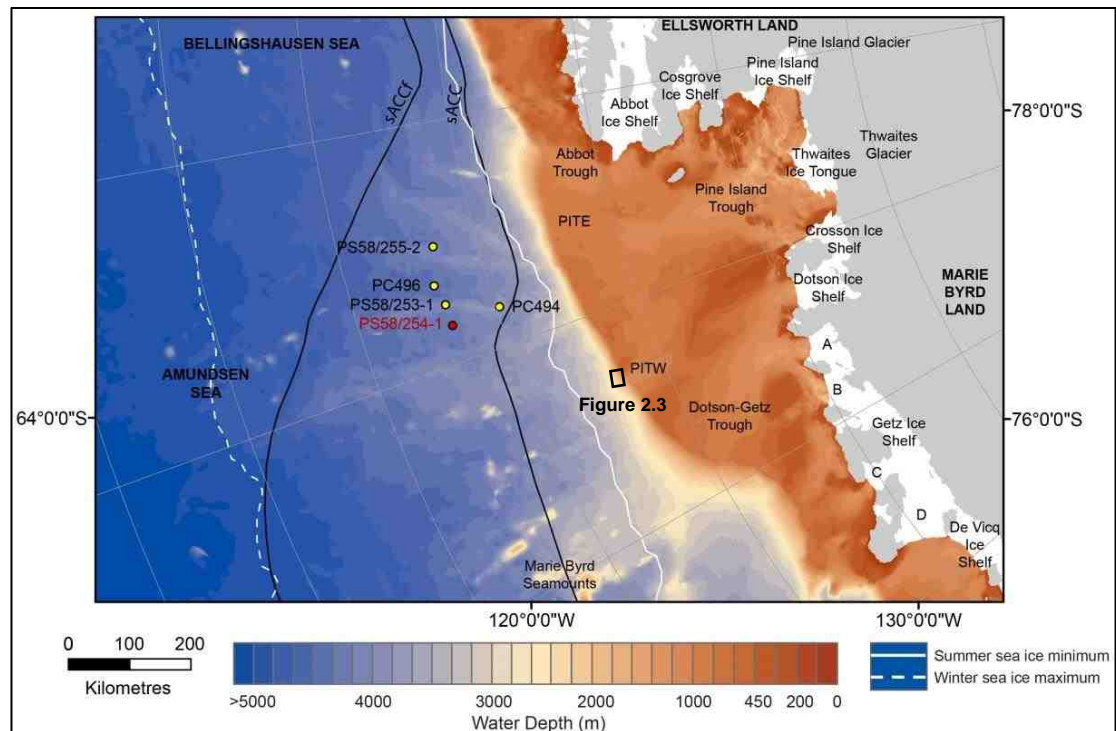 ELLSWORTH LAND
BELLINGSHAUSEN SEA
Pine Island Glacier
Pine Island
Ice Shelf
Cosgrove
Ice Shelf
Abbot
Ice Shelf
sACCf
sACC
78°0'0"S
Thwaites
Glacier
Abbot
Trough
Thwaites
Ice Tongue
Pine Island
Trough
PITE
Crosson Ice
Shelf
PS58/255-2
Dotson Ice
Shelf
MARIE
BYRD
LAND
PC496
PS58/253-1
PC494
PS58/254-1
A
AMUNDSEN
SEA
PITW
B
Figure 2.3
Dotson-Getz
Trough
64°0'0"S
76°0'0"S
Getz Ice
Shelf
C
D
De Vicq
Ice
Shelf
Marie Byrd
Seamounts
120°0'0"W
130°0'0"W
0 100 200
Kilometres
>5000 4000 3000 2000 1000 450 200 0
Water Depth (m)
Summer sea ice minimum
Winter sea ice maximum